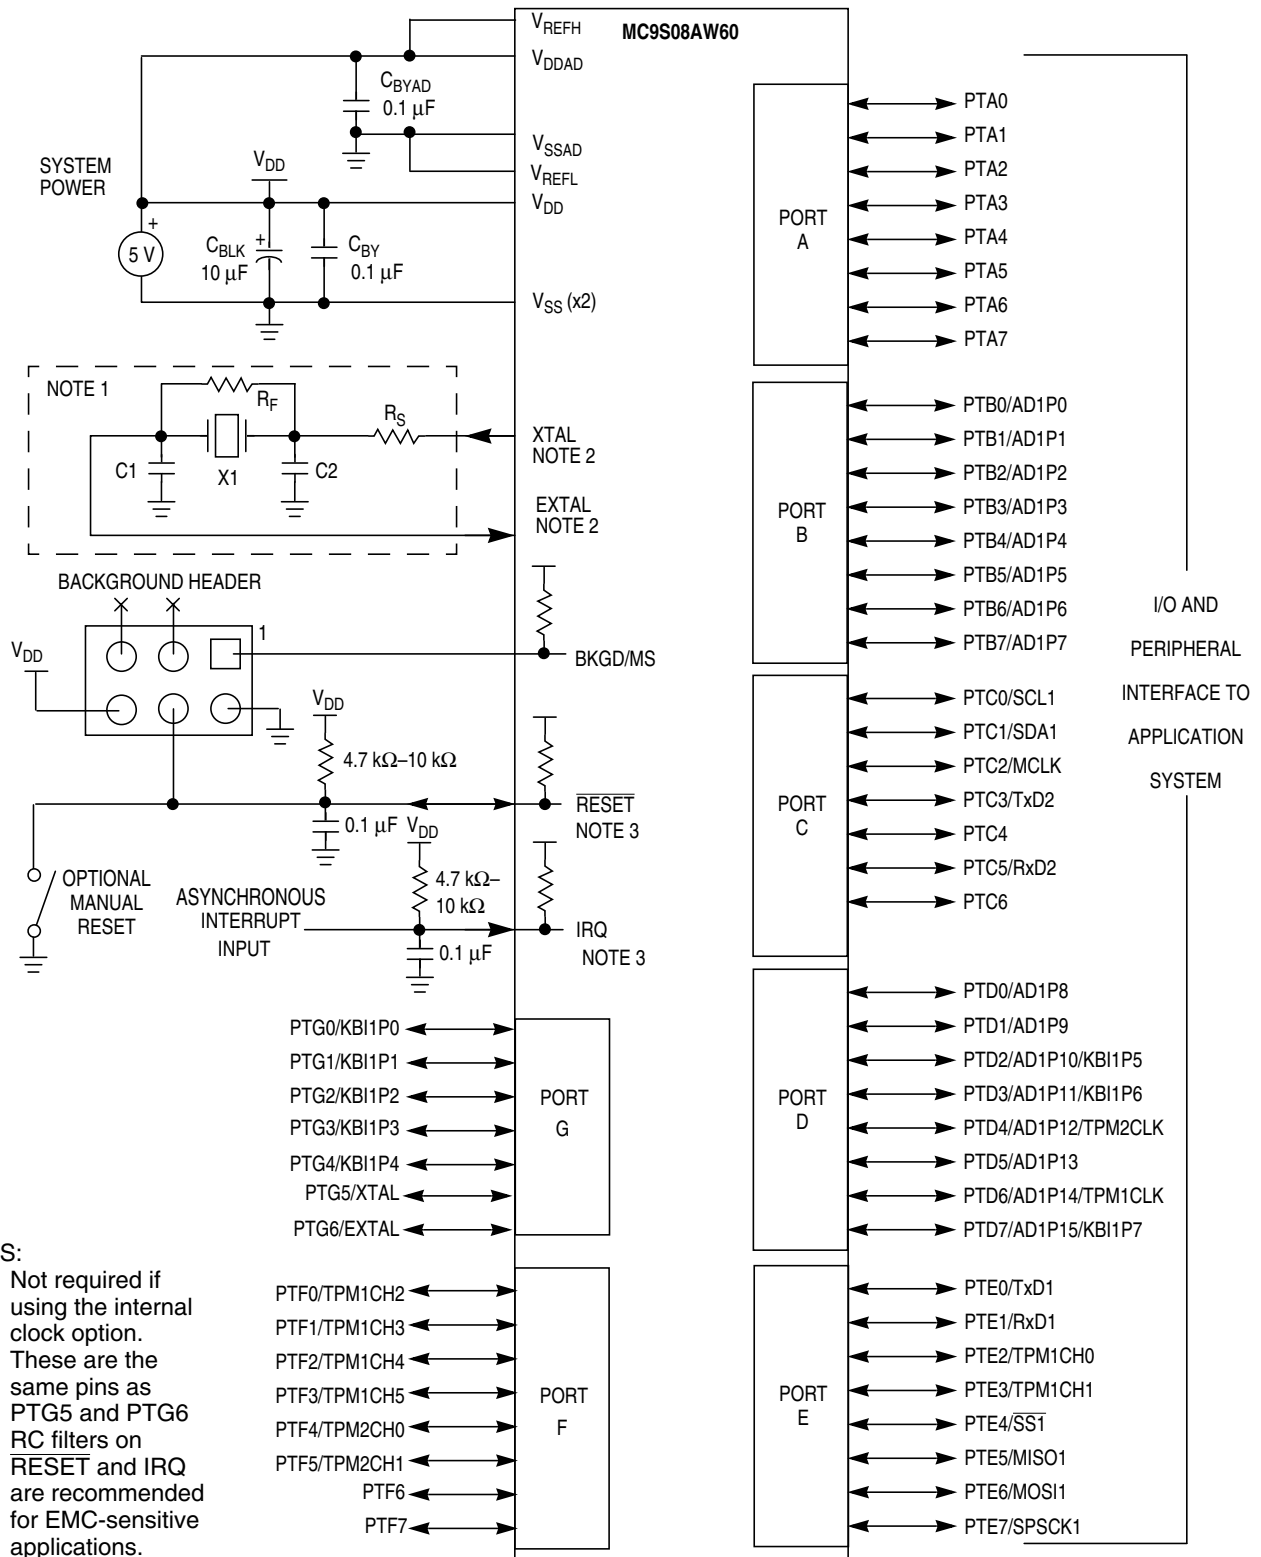 MC9S08AW60
VREFH
VDDAD
CBYAD
0.1 µF
VSSAD
VREFL
SYSTEM
POWER
VDD
VDD
+
5 V
CBLK
+
10 µF
CBY
0.1 µF
VSS (x2)
NOTE 1
RF
RS
C1
X1
C2
XTAL
NOTE 2
EXTAL
NOTE 2
BACKGROUND HEADER
1
VDD
BKGD/MS
VDD
4.7 kΩ–10 kΩ
RESET
NOTE 3
0.1 µF
VDD
OPTIONAL
MANUAL
RESET
ASYNCHRONOUS
INTERRUPT
INPUT
4.7 kΩ–
10 kΩ
IRQ
NOTE 3
0.1 µF
PTG0/KBI1P0
PTG1/KBI1P1
PTG2/KBI1P2
PTG3/KBI1P3
PTG4/KBI1P4
PTG5/XTAL
PTG6/EXTAL
PORT
G
PTF0/TPM1CH2
PTF1/TPM1CH3
PTF2/TPM1CH4
PTF3/TPM1CH5
PTF4/TPM2CH0
PTF5/TPM2CH1
PTF6
PTF7
PORT
F
S:
Not required if
using the internal
clock option.
These are the
same pins as
PTG5 and PTG6
RC filters on
RESET and IRQ
are recommended
for EMC-sensitive
applications.
PORT
A
PTA0
PTA1
PTA2
PTA3
PTA4
PTA5
PTA6
PTA7
PORT
B
PTB0/AD1P0
PTB1/AD1P1
PTB2/AD1P2
PTB3/AD1P3
PTB4/AD1P4
PTB5/AD1P5
PTB6/AD1P6
PTB7/AD1P7
PORT
C
PTC0/SCL1
PTC1/SDA1
PTC2/MCLK
PTC3/TxD2
PTC4
PTC5/RxD2
PTC6
PORT
D
PTD0/AD1P8
PTD1/AD1P9
PTD2/AD1P10/KBI1P5
PTD3/AD1P11/KBI1P6
PTD4/AD1P12/TPM2CLK
PTD5/AD1P13
PTD6/AD1P14/TPM1CLK
PTD7/AD1P15/KBI1P7
PORT
E
PTE0/TxD1
PTE1/RxD1
PTE2/TPM1CH0
PTE3/TPM1CH1
PTE4/SS1
PTE5/MISO1
PTE6/MOSI1
PTE7/SPSCK1
I/O AND
PERIPHERAL
INTERFACE TO
APPLICATION
SYSTEM